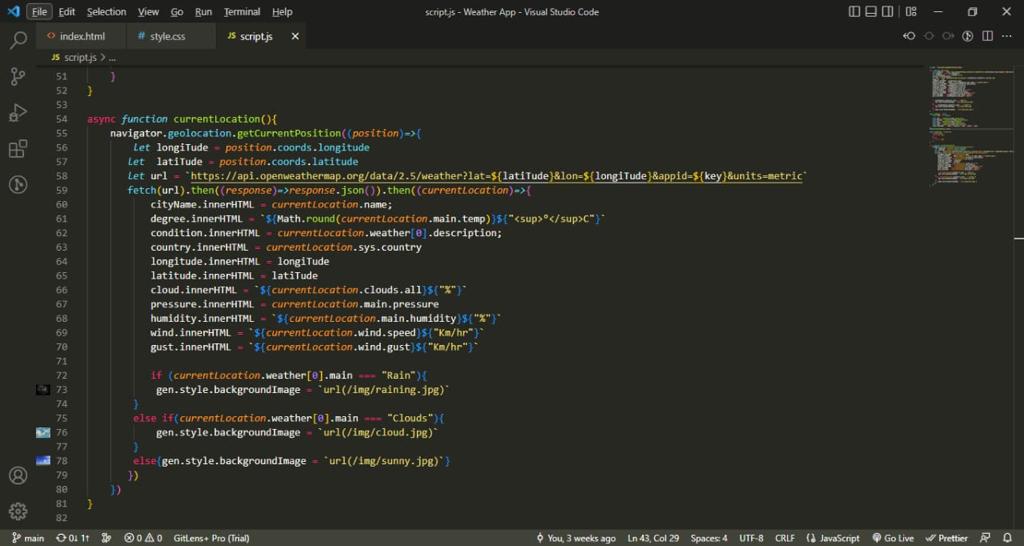 File Edit Selection View Go Run Terminal Help script.js - Weather App - Visual Studio Code
<> index.html # style.css JS script.js ×
JS script.js > ...
51 }
52 }
53
54 async function currentLocation(){
55 navigator.geolocation.getCurrentPosition((position)=>{
56 let longiTude = position.coords.longitude
57 let latiTude = position.coords.latitude
58 let url = `https://api.openweathermap.org/data/2.5/weather?lat=${latiTude}&lon=${longiTude}&appid=${key}&units=metric`
59 fetch(url).then((response)=>response.json()).then((currentLocation)=>{
60 cityName.innerHTML = currentLocation.name;
61 degree.innerHTML = `${Math.round(currentLocation.main.temp)}${"<sup>°</sup>C"}`
62 condition.innerHTML = currentLocation.weather[0].description;
63 country.innerHTML = currentLocation.sys.country
64 longitude.innerHTML = longiTude
65 latitude.innerHTML = latiTude
66 cloud.innerHTML = `${currentLocation.clouds.all}${"%"}`
67 pressure.innerHTML = currentLocation.main.pressure
68 humidity.innerHTML = `${currentLocation.main.humidity}${"%"}`
69 wind.innerHTML = `${currentLocation.wind.speed}${"Km/hr"}`
70 gust.innerHTML = `${currentLocation.wind.gust}${"Km/hr"}`
71
72 if (currentLocation.weather[0].main === "Rain"){
73 gen.style.backgroundImage = `url(/img/raining.jpg)`
74 }
75 else if(currentLocation.weather[0].main === "Clouds"){
76 gen.style.backgroundImage = `url(/img/cloud.jpg)`
77 }
78 else{gen.style.backgroundImage = `url(/img/sunny.jpg)`}
79 })
80 })
81 }
82
main 0↓ 1↑ 0 0 GitLens+ Pro (Trial) You, 3 weeks ago Ln 43, Col 29 Spaces: 4 UTF-8 CRLF JavaScript Go Live Prettier